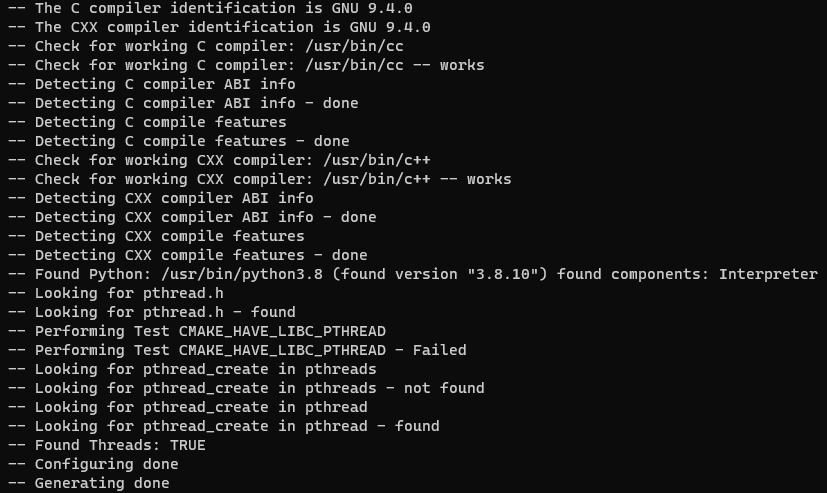 -- The C compiler identification is GNU 9.4.0
-- The CXX compiler identification is GNU 9.4.0
-- Check for working C compiler: /usr/bin/cc
-- Check for working C compiler: /usr/bin/cc -- works
-- Detecting C compiler ABI info
-- Detecting C compiler ABI info - done
-- Detecting C compile features
-- Detecting C compile features - done
-- Check for working CXX compiler: /usr/bin/c++
-- Check for working CXX compiler: /usr/bin/c++ -- works
-- Detecting CXX compiler ABI info
-- Detecting CXX compiler ABI info - done
-- Detecting CXX compile features
-- Detecting CXX compile features - done
-- Found Python: /usr/bin/python3.8 (found version "3.8.10") found components: Interpreter
-- Looking for pthread.h
-- Looking for pthread.h - found
-- Performing Test CMAKE_HAVE_LIBC_PTHREAD
-- Performing Test CMAKE_HAVE_LIBC_PTHREAD - Failed
-- Looking for pthread_create in pthreads
-- Looking for pthread_create in pthreads - not found
-- Looking for pthread_create in pthread
-- Looking for pthread_create in pthread - found
-- Found Threads: TRUE
-- Configuring done
-- Generating done